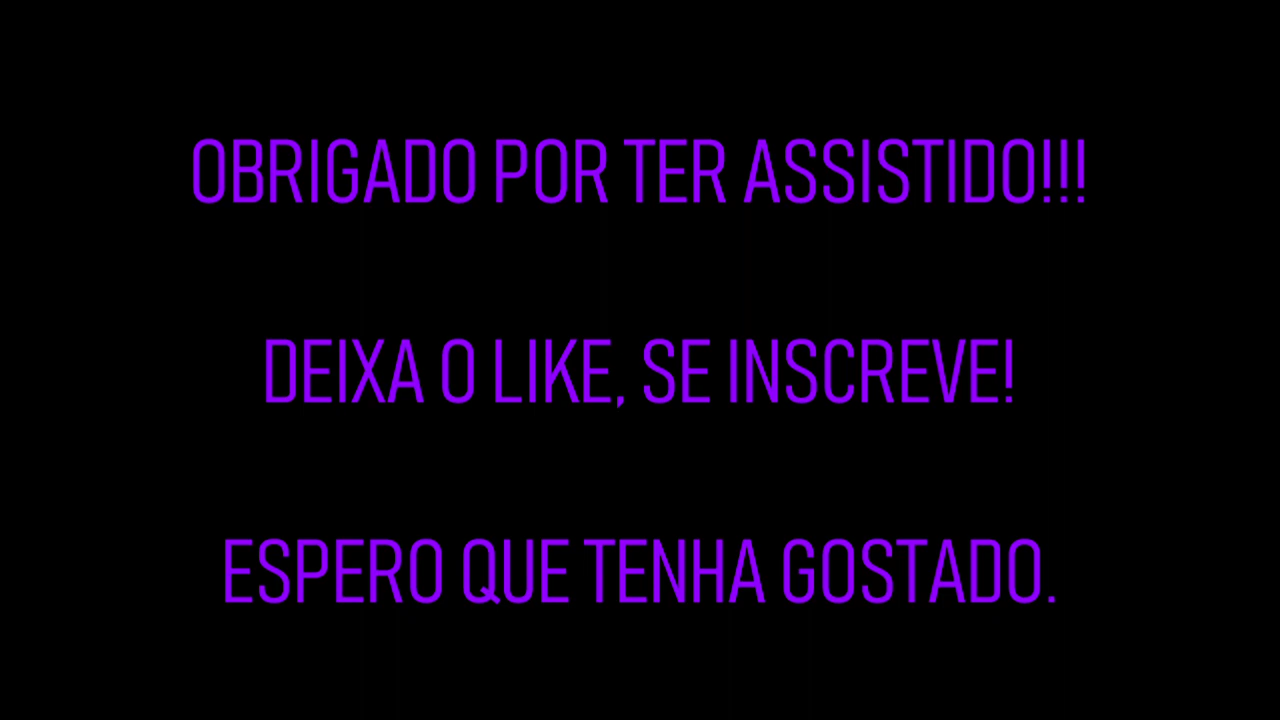 OBRIGADO POR TER ASSISTIDO!!!
DEIXA O LIKE, SE INSCREVE!
ESPERO QUE TENHA GOSTADO.